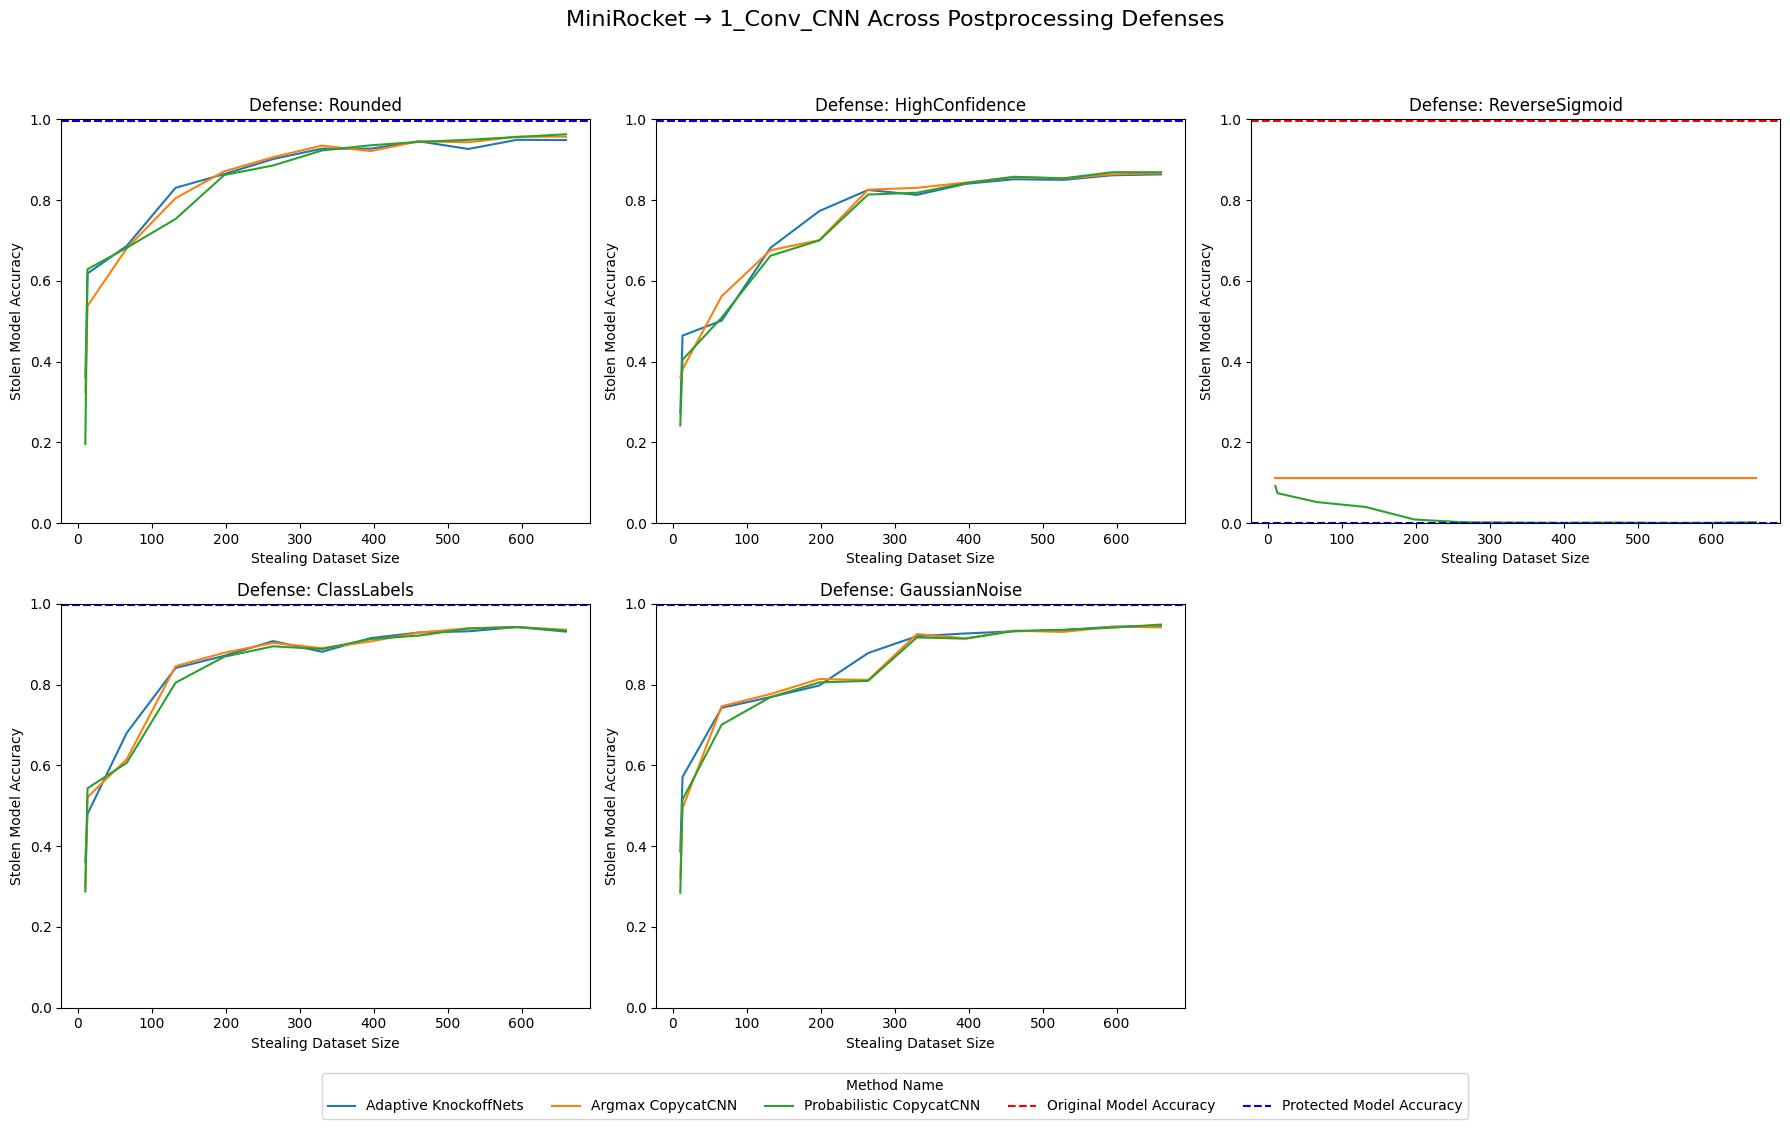 MiniRocket → 1_Conv_CNN Across Postprocessing Defenses
Defense: Rounded
1.0
0.8
0.6
0.4
0.2
0.0
Stolen Model Accuracy
0 100 200 300 400 500 600
Stealing Dataset Size
Defense: HighConfidence
1.0
0.8
0.6
0.4
0.2
0.0
Stolen Model Accuracy
0 100 200 300 400 500 600
Stealing Dataset Size
Defense: ReverseSigmoid
1.0
0.8
0.6
0.4
0.2
0.0
Stolen Model Accuracy
0 100 200 300 400 500 600
Stealing Dataset Size
Defense: ClassLabels
1.0
0.8
0.6
0.4
0.2
0.0
Stolen Model Accuracy
0 100 200 300 400 500 600
Stealing Dataset Size
Defense: GaussianNoise
1.0
0.8
0.6
0.4
0.2
0.0
Stolen Model Accuracy
0 100 200 300 400 500 600
Stealing Dataset Size
Method Name
Adaptive KnockoffNets Argmax CopycatCNN Probabilistic CopycatCNN Original Model Accuracy Protected Model Accuracy